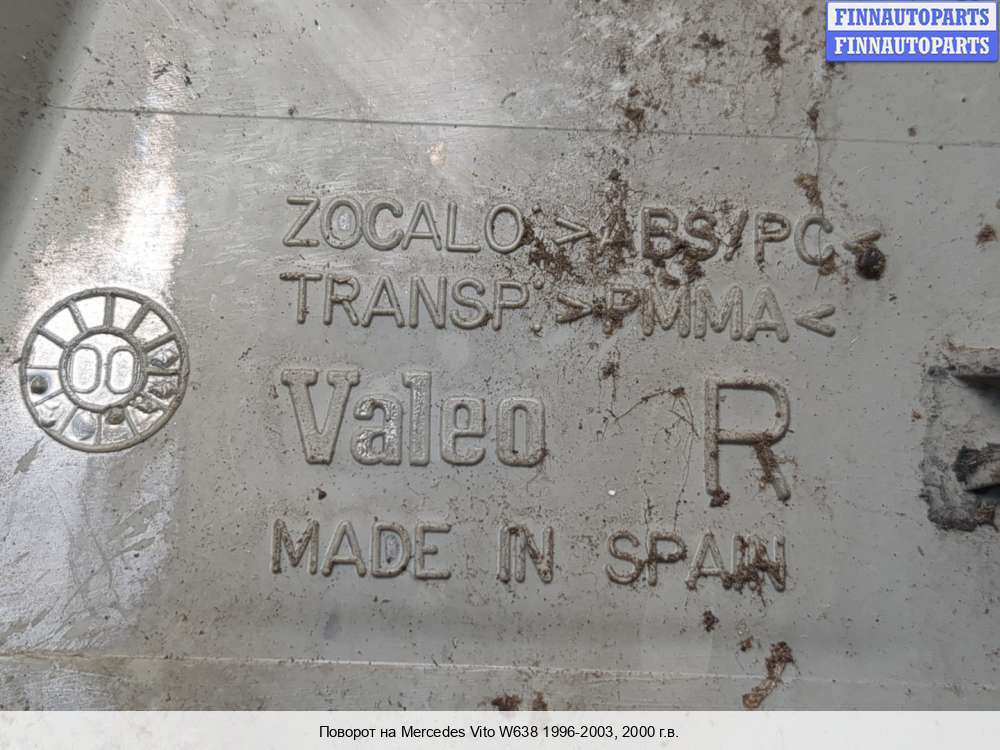 FINNAUTOPARTS
FINNAUTOPARTS
ZOCALO >ABS/PC<
TRANSP. >PMMA<
00
Valeo R
MADE IN SPAIN
Поворот на Mercedes Vito W638 1996-2003, 2000 г.в.